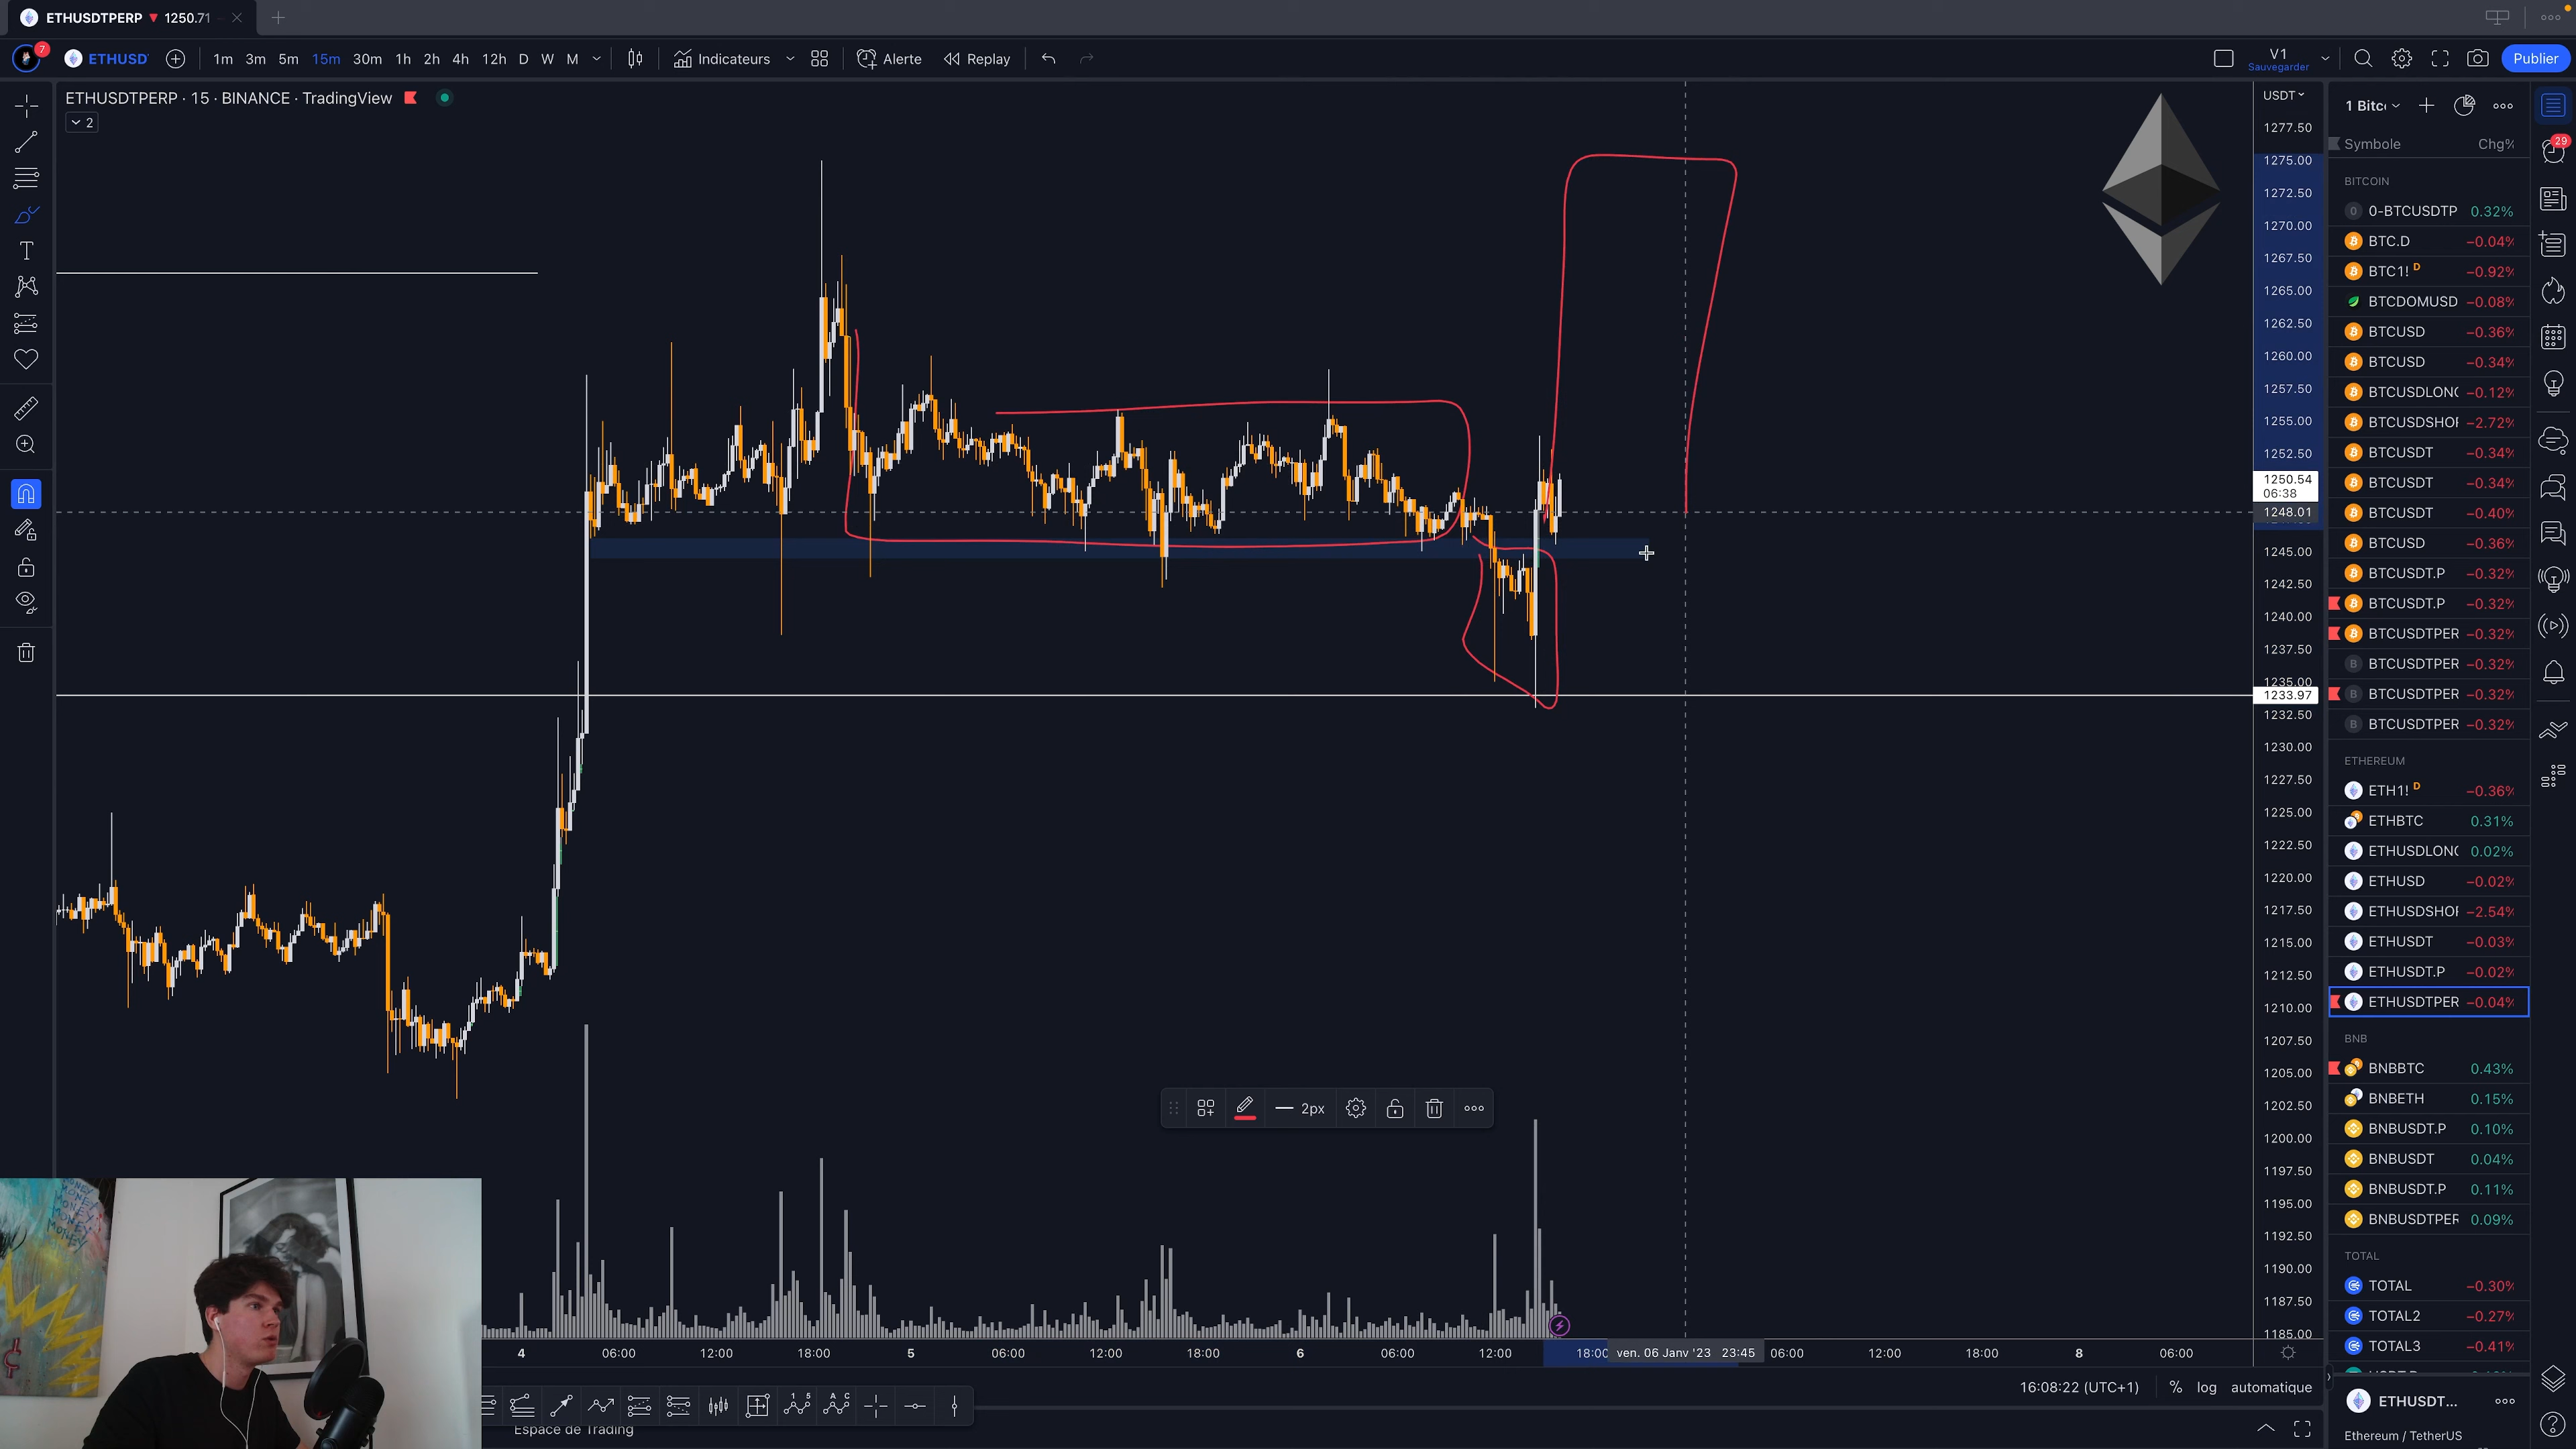 ETHUSDTPERP ▼ 1250.71
7 ETHUSD 1m 3m 5m 15m 30m 1h 2h 4h 12h D W M Indicateurs Alerte Replay V1 Sauvegarder Publier
ETHUSDTPERP · 15 · BINANCE · TradingView
2
USDT
1277.50
1275.00
1272.50
1270.00
1267.50
1265.00
1262.50
1260.00
1257.50
1255.00
1252.50
1250.54
06:38
1248.01
1245.00
1242.50
1240.00
1237.50
1235.00
1233.97
1232.50
1230.00
1227.50
1225.00
1222.50
1220.00
1217.50
1215.00
1212.50
1210.00
1207.50
1205.00
1202.50
1200.00
1197.50
1195.00
1192.50
1190.00
1187.50
1185.00
2px
MONEY
MONEY
MONEY
4 06:00 12:00 18:00 5 06:00 12:00 18:00 6 06:00 12:00 18:00 ven. 06 Janv '23 23:45 06:00 12:00 18:00 8 06:00
16:08:22 (UTC+1) % log automatique
Espace de Trading
1 Bitc
29
Symbole Chg%
BITCOIN
0-BTCUSDTP 0.32%
BTC.D −0.04%
BTC1! D −0.92%
BTCDOMUSD −0.08%
BTCUSD −0.36%
BTCUSD −0.34%
BTCUSDLONG −0.12%
BTCUSDSHOR −2.72%
BTCUSDT −0.34%
BTCUSDT −0.34%
BTCUSDT −0.40%
BTCUSD −0.36%
BTCUSDT.P −0.32%
BTCUSDT.P −0.32%
BTCUSDTPER −0.32%
BTCUSDTPER −0.32%
BTCUSDTPER −0.32%
BTCUSDTPER −0.32%
ETHEREUM
ETH1! D −0.36%
ETHBTC 0.31%
ETHUSDLONG 0.02%
ETHUSD −0.02%
ETHUSDSHOR −2.54%
ETHUSDT −0.03%
ETHUSDT.P −0.02%
ETHUSDTPER −0.04%
BNB
BNBBTC 0.43%
BNBETH 0.15%
BNBUSDT.P 0.10%
BNBUSDT 0.04%
BNBUSDT.P 0.11%
BNBUSDTPER 0.09%
TOTAL
TOTAL −0.30%
TOTAL2 −0.27%
TOTAL3 −0.41%
ETHUSDT...
Ethereum / TetherUS